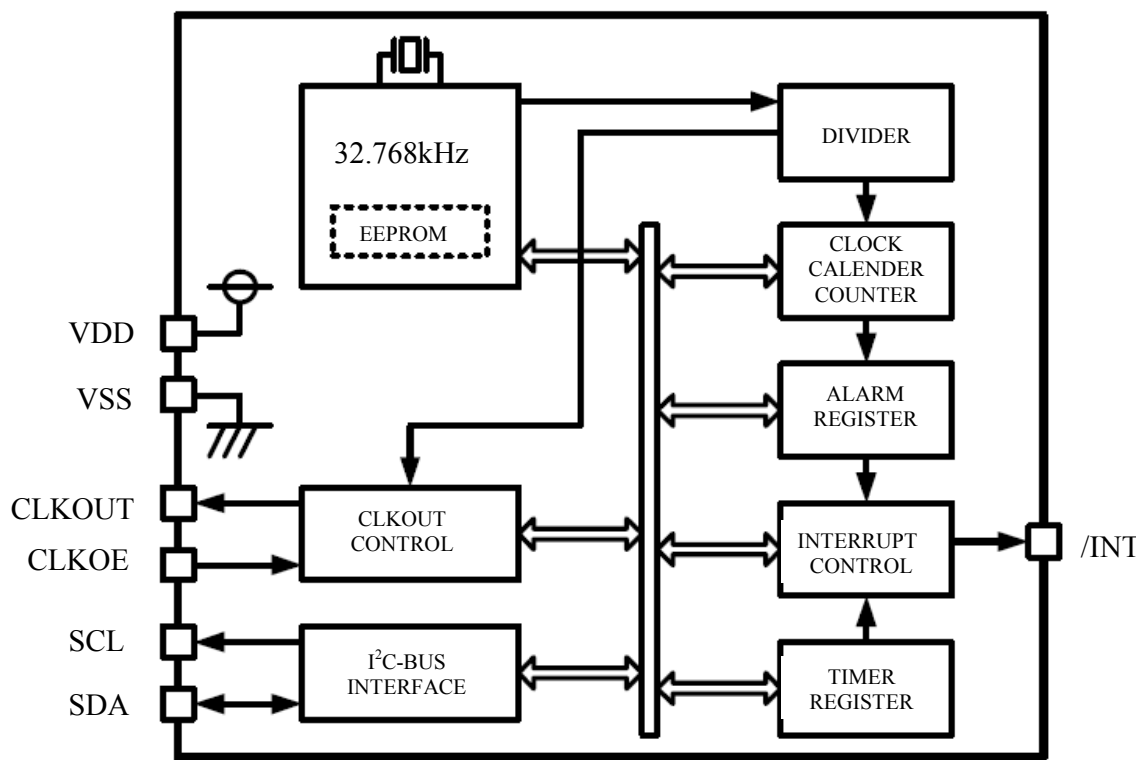 32.768kHz
EEPROM
DIVIDER
CLOCK
CALENDER
COUNTER
VDD
VSS
ALARM
REGISTER
CLKOUT
CLKOE
CLKOUT
CONTROL
INTERRUPT
CONTROL
/INT
SCL
SDA
I²C-BUS
INTERFACE
TIMER
REGISTER